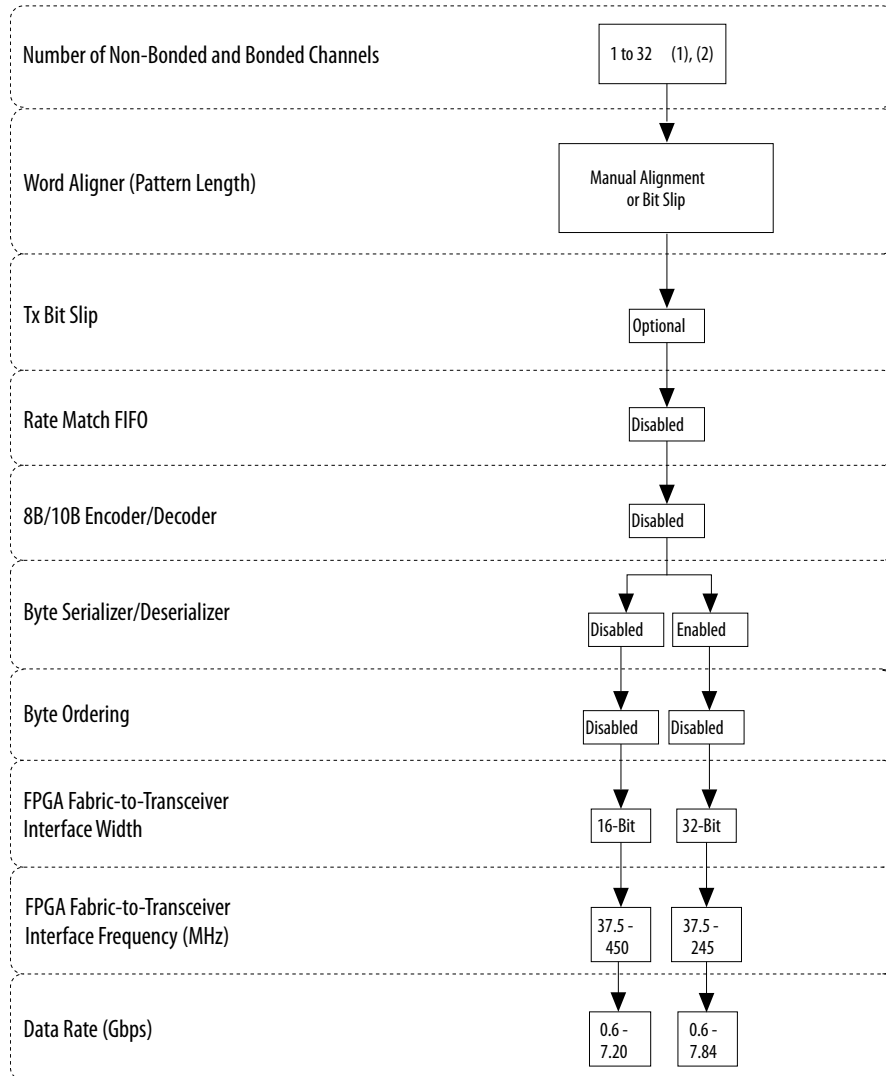 Number of Non-Bonded and Bonded Channels
1 to 32 (1), (2)
Word Aligner (Pattern Length)
Manual Alignment
or Bit Slip
Tx Bit Slip
Optional
Rate Match FIFO
Disabled
8B/10B Encoder/Decoder
Disabled
Byte Serializer/Deserializer
Disabled Enabled
Byte Ordering
Disabled Disabled
FPGA Fabric-to-Transceiver
Interface Width
16-Bit 32-Bit
FPGA Fabric-to-Transceiver
Interface Frequency (MHz)
37.5 -
450
37.5 -
245
Data Rate (Gbps)
0.6 -
7.20
0.6 -
7.84